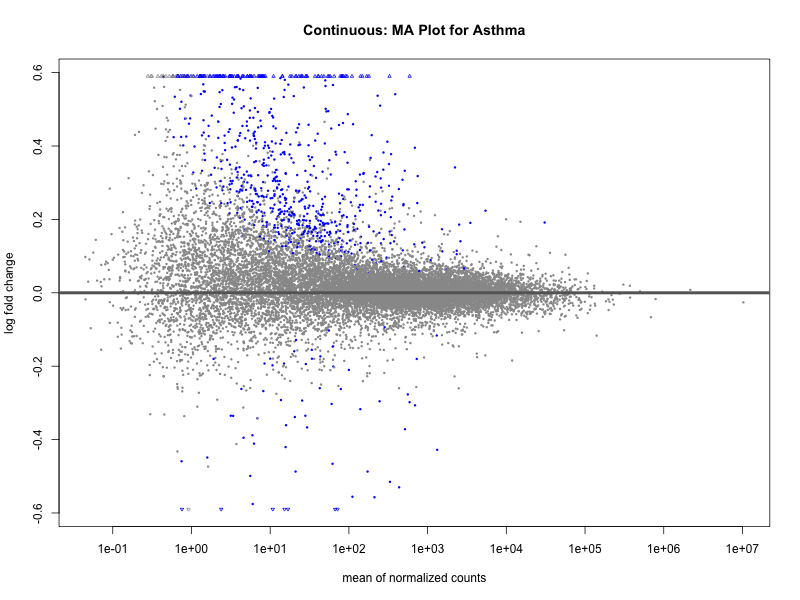 Continuous: MA Plot for Asthma
log fold change
0.6
0.4
0.2
0.0
-0.2
-0.4
-0.6
1e-01 1e+00 1e+01 1e+02 1e+03 1e+04 1e+05 1e+06 1e+07
mean of normalized counts